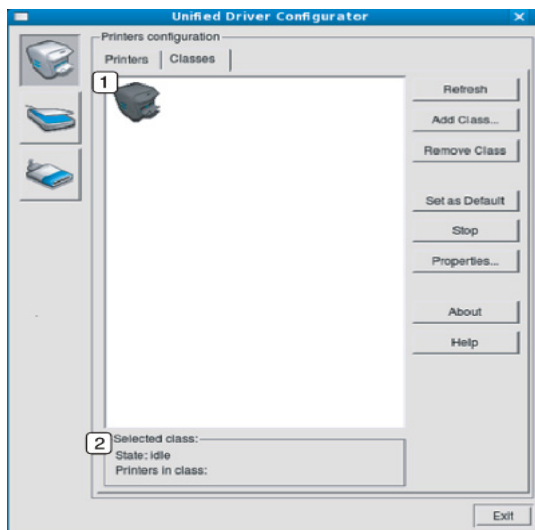 Unified Driver Configurator
Printers configuration
Printers Classes
1
Refresh
Add Class...
Remove Class
Set as Default
Stop
Properties...
About
Help
2
Selected class:
State: idle
Printers in class:
Exit